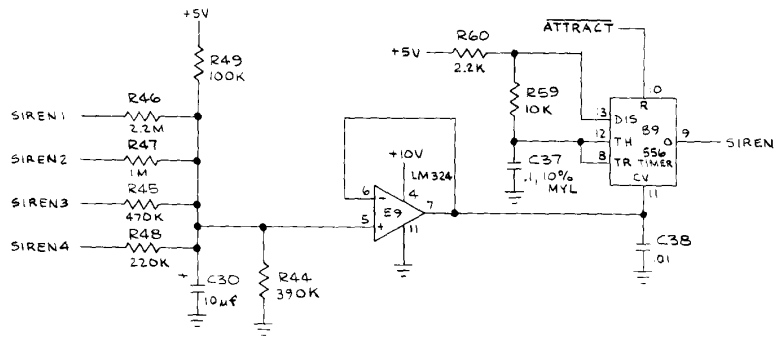 +5V
R49
100K
SIREN1
R46
2.2M
SIREN2
R47
1M
SIREN3
R45
470K
SIREN4
R48
220K
+
C30
10µf
R44
390K
+10V
LM324
6
-
5
+
E9
4
7
11
+5V
R60
2.2K
R59
10K
C37
.1, 10%
MYL
ATTRACT
10
R
13
DIS
12
TH
8
TR
B9
556
TIMER
O
9
SIREN
CV
11
C38
.01